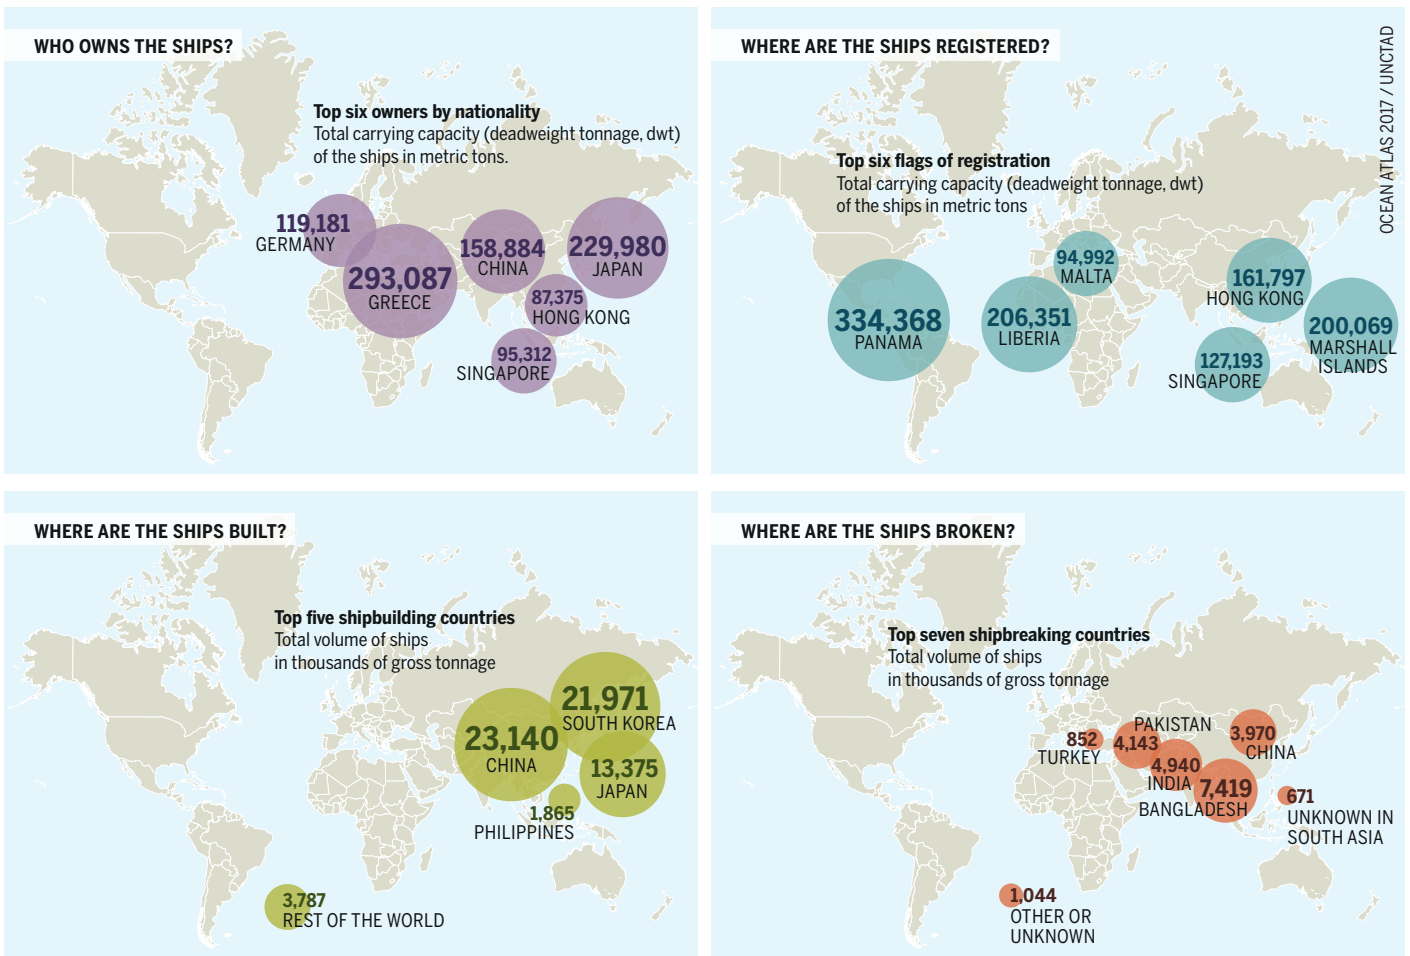 WHO OWNS THE SHIPS?
Top six owners by nationality
Total carrying capacity (deadweight tonnage, dwt)
of the ships in metric tons.
119,181
GERMANY
293,087
GREECE
158,884
CHINA
229,980
JAPAN
87,375
HONG KONG
95,312
SINGAPORE
WHERE ARE THE SHIPS REGISTERED?
Top six flags of registration
Total carrying capacity (deadweight tonnage, dwt)
of the ships in metric tons
334,368
PANAMA
206,351
LIBERIA
94,992
MALTA
161,797
HONG KONG
200,069
MARSHALL
ISLANDS
127,193
SINGAPORE
OCEAN ATLAS 2017 / UNCTAD
WHERE ARE THE SHIPS BUILT?
Top five shipbuilding countries
Total volume of ships
in thousands of gross tonnage
21,971
SOUTH KOREA
23,140
CHINA
13,375
JAPAN
1,865
PHILIPPINES
3,787
REST OF THE WORLD
WHERE ARE THE SHIPS BROKEN?
Top seven shipbreaking countries
Total volume of ships
in thousands of gross tonnage
852
TURKEY
PAKISTAN
4,143
4,940
INDIA
7,419
BANGLADESH
3,970
CHINA
671
UNKNOWN IN
SOUTH ASIA
1,044
OTHER OR
UNKNOWN